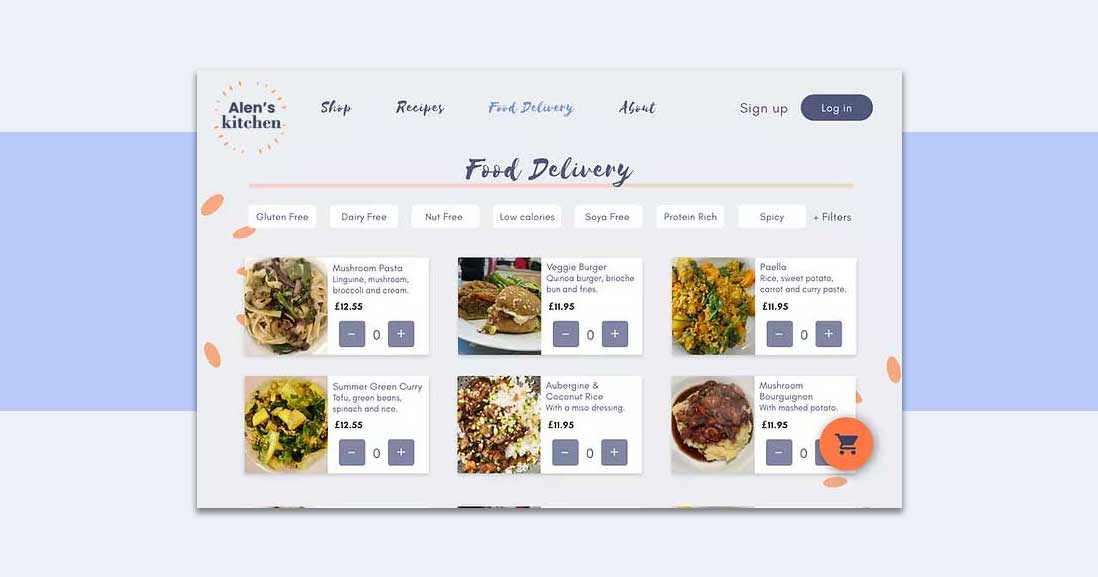 Alen's
kitchen
Shop
Recipes
Food Delivery
About
Sign up
Log in
Food Delivery
Gluten Free
Dairy Free
Nut Free
Low calories
Soya Free
Protein Rich
Spicy
+ Filters
Mushroom Pasta
Linguine, mushroom,
broccoli and cream.
£12.55
− 0 +
Veggie Burger
Quinoa burger, brioche
bun and fries.
£11.95
− 0 +
Paella
Rice, sweet potato,
carrot and curry paste.
£11.95
− 0 +
Summer Green Curry
Tofu, green beans,
spinach and rice.
£12.55
− 0 +
Aubergine &
Coconut Rice
With a miso dressing.
£11.95
− 0 +
Mushroom
Bourguignon
With mashed potato.
£11.95
− 0